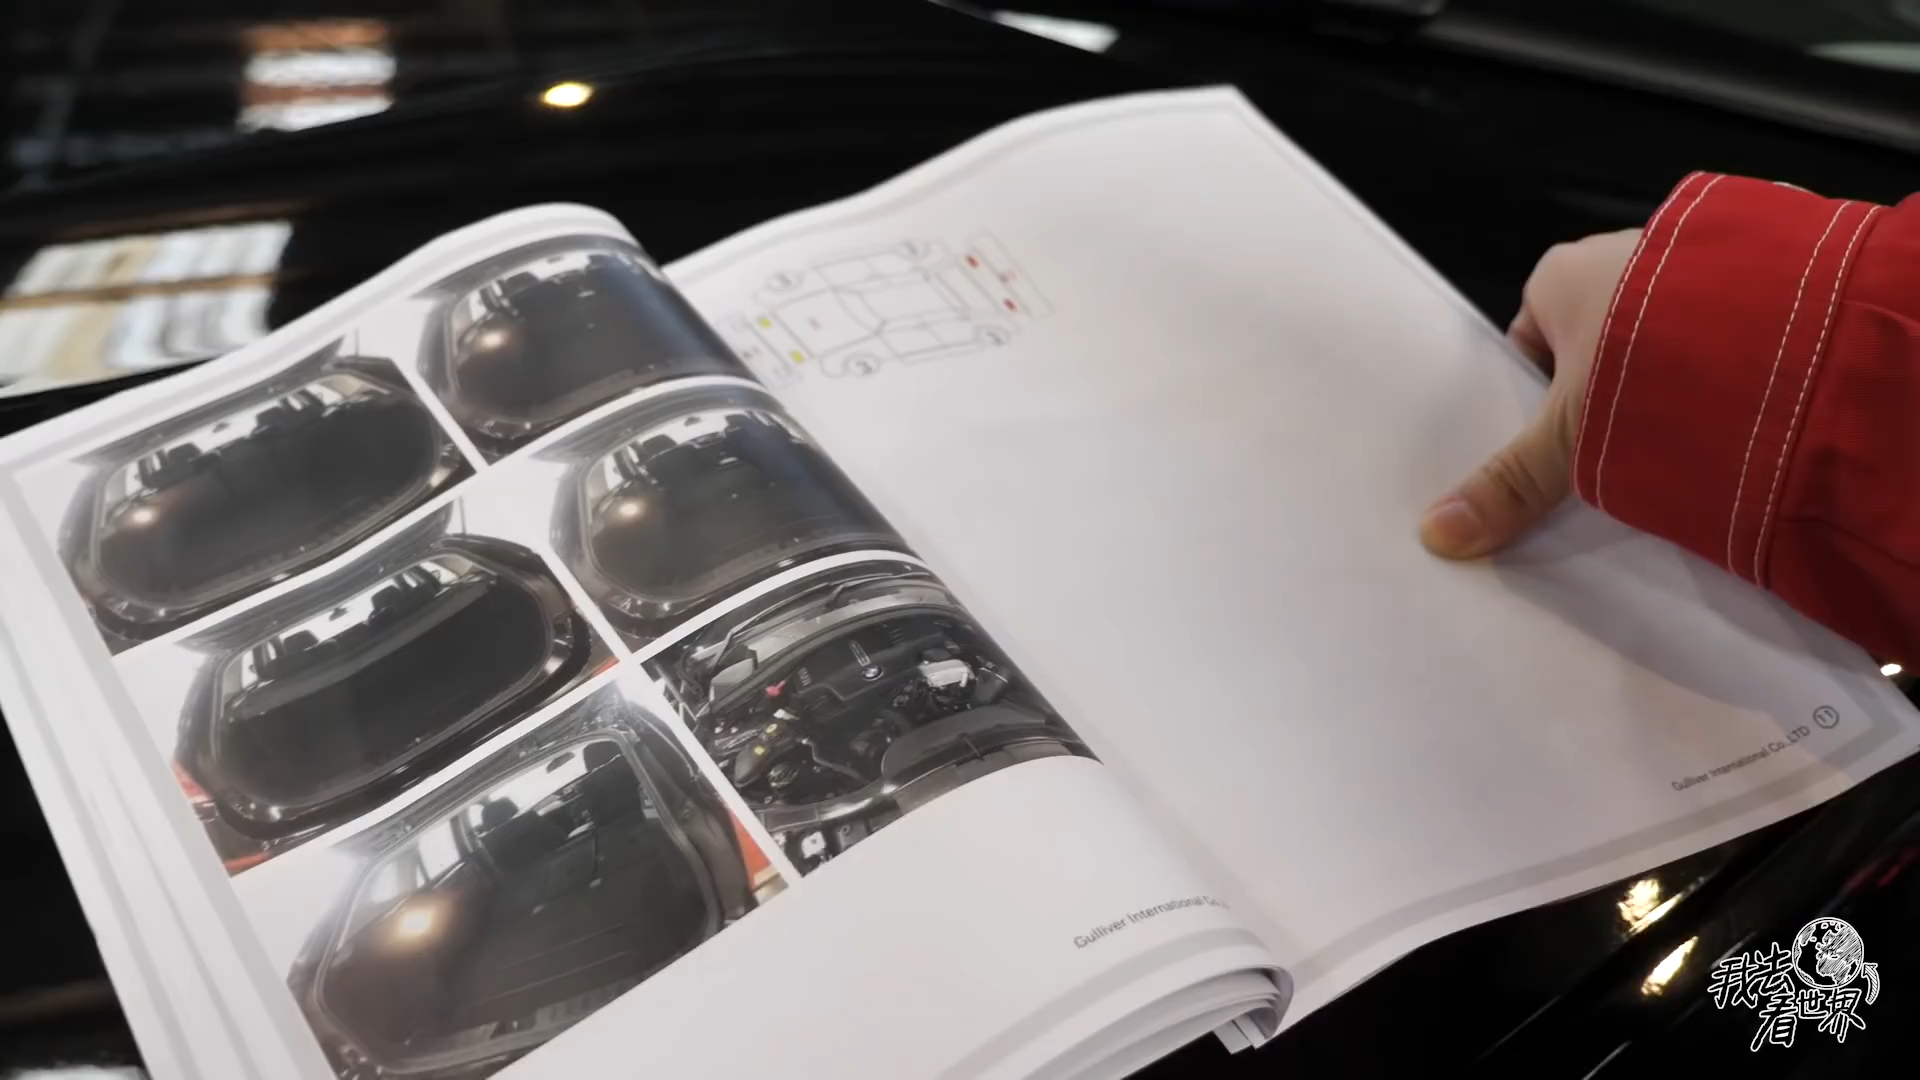 Gulliver International Co
Gulliver International Co.,LTD 11
我去
看世界